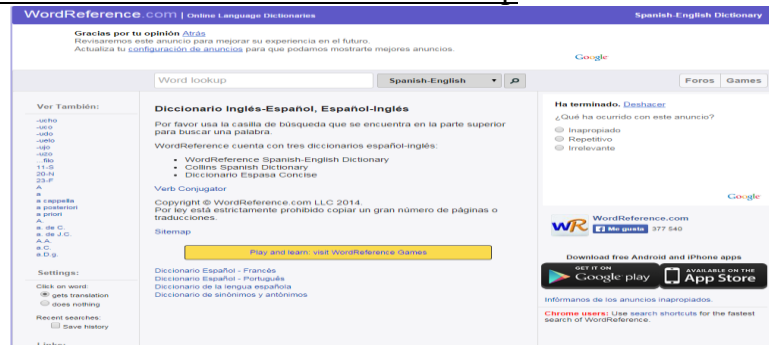 WordReference.com | Online Language Dictionaries
Spanish-English Dictionary
Gracias por tu opinión Atrás
Revisaremos este anuncio para mejorar su experiencia en el futuro.
Actualiza tu configuración de anuncios para que podamos mostrarte mejores anuncios.
Google
Word lookup
Spanish-English
Foros
Games
Ver También:
-ucho
-uco
-udo
-uelo
-ujo
-uzo
...filo
11-S
20-N
23-F
A
a
a cappella
a posteriori
a priori
A.
a. de C.
a. de J.C.
A.A.
a.C.
a.D.g.
Settings:
Click on word:
gets translation
does nothing
Recent searches:
Save history
Links:
Diccionario Inglés-Español, Español-Inglés
Por favor usa la casilla de búsqueda que se encuentra en la parte superior
para buscar una palabra.
WordReference cuenta con tres diccionarios español-inglés:
WordReference Spanish-English Dictionary
Collins Spanish Dictionary
Diccionario Espasa Concise
Verb Conjugator
Copyright © WordReference.com LLC 2014.
Por ley está estrictamente prohibido copiar un gran número de páginas o
traducciones.
Sitemap
Play and learn: visit WordReference Games
Diccionario Español - Francés
Diccionario Español - Portugués
Diccionario de la lengua española
Diccionario de sinónimos y antónimos
Ha terminado. Deshacer
¿Qué ha ocurrido con este anuncio?
Inapropiado
Repetitivo
Irrelevante
Google
WR
WordReference.com
Me gusta 377 540
Download free Android and iPhone apps
GET IT ON
Google play
AVAILABLE ON THE
App Store
Infórmanos de los anuncios inapropiados.
Chrome users: Use search shortcuts for the fastest
search of WordReference.